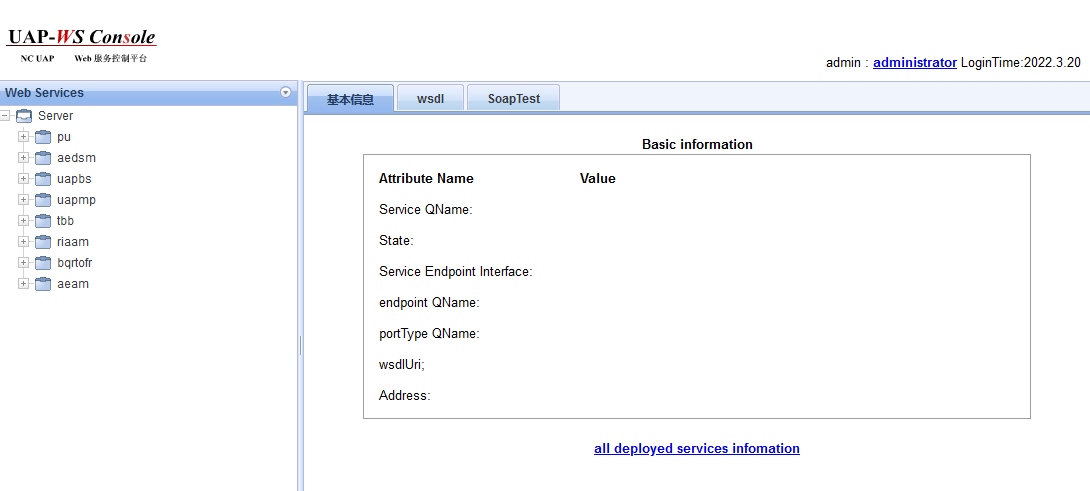 UAP-WS Console
NC UAP Web 服务控制平台
admin : administrator LoginTime:2022.3.20
Web Services
Server
pu
aedsm
uapbs
uapmp
tbb
riaam
bqrtofr
aeam
基本信息 wsdl SoapTest
Basic information
Attribute Name Value
Service QName:
State:
Service Endpoint Interface:
endpoint QName:
portType QName:
wsdlUri;
Address:
all deployed services infomation